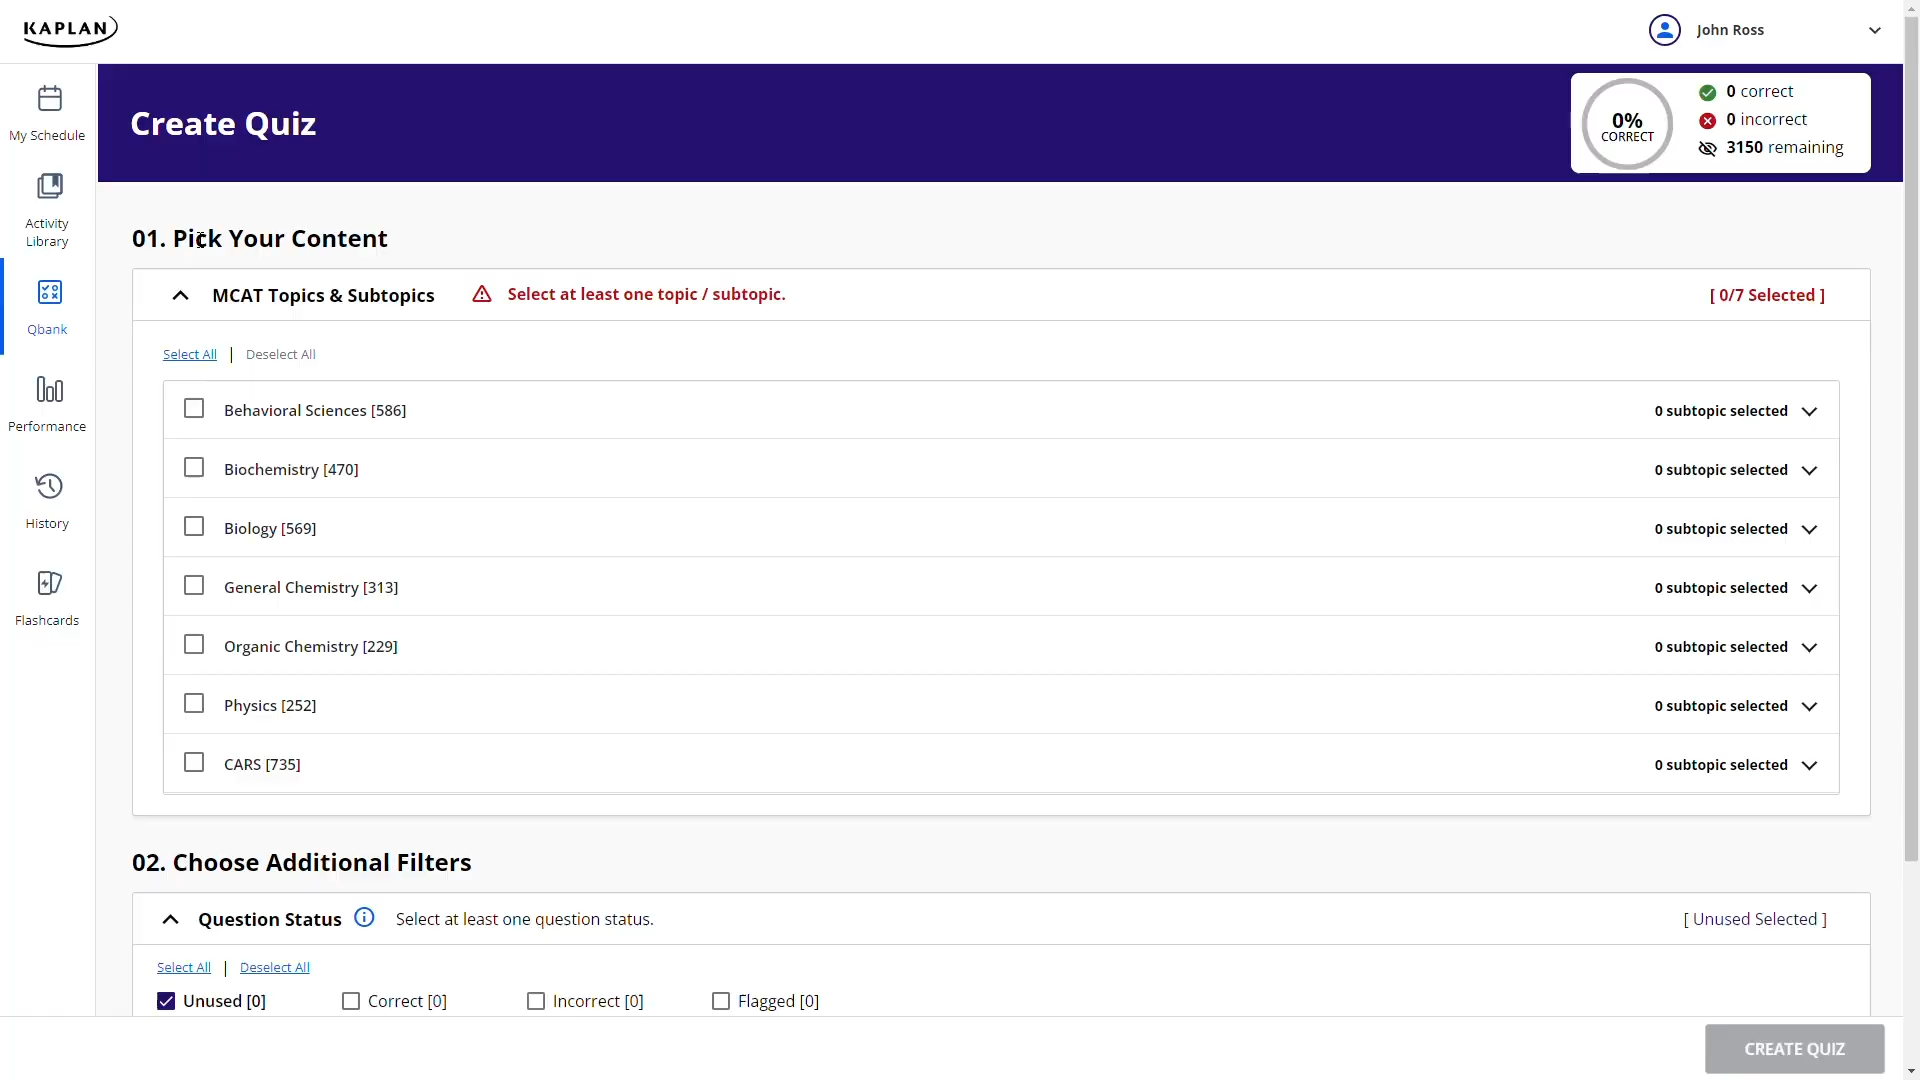 KAPLAN
John Ross
My Schedule
Activity
Library
Qbank
Performance
History
Flashcards
Create Quiz
0%
CORRECT
0 correct
0 incorrect
3150 remaining
01. Pick Your Content
MCAT Topics & Subtopics
Select at least one topic / subtopic.
[ 0/7 Selected ]
Select All | Deselect All
Behavioral Sciences [586] 0 subtopic selected
Biochemistry [470] 0 subtopic selected
Biology [569] 0 subtopic selected
General Chemistry [313] 0 subtopic selected
Organic Chemistry [229] 0 subtopic selected
Physics [252] 0 subtopic selected
CARS [735] 0 subtopic selected
02. Choose Additional Filters
Question Status Select at least one question status. [ Unused Selected ]
Select All | Deselect All
Unused [0] Correct [0] Incorrect [0] Flagged [0]
CREATE QUIZ